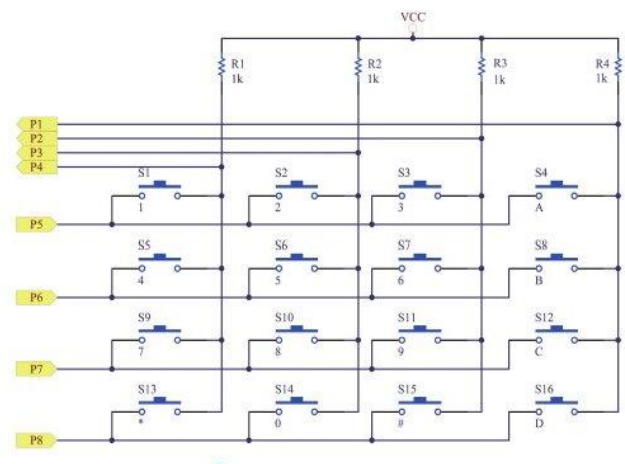 VCC
R1 R2 R3 R4
1k 1k 1k 1k
P1
P2
P3
P4
S1 S2 S3 S4
1 2 3 A
P5
S5 S6 S7 S8
4 5 6 B
P6
S9 S10 S11 S12
7 8 9 C
P7
S13 S14 S15 S16
* 0 # D
P8